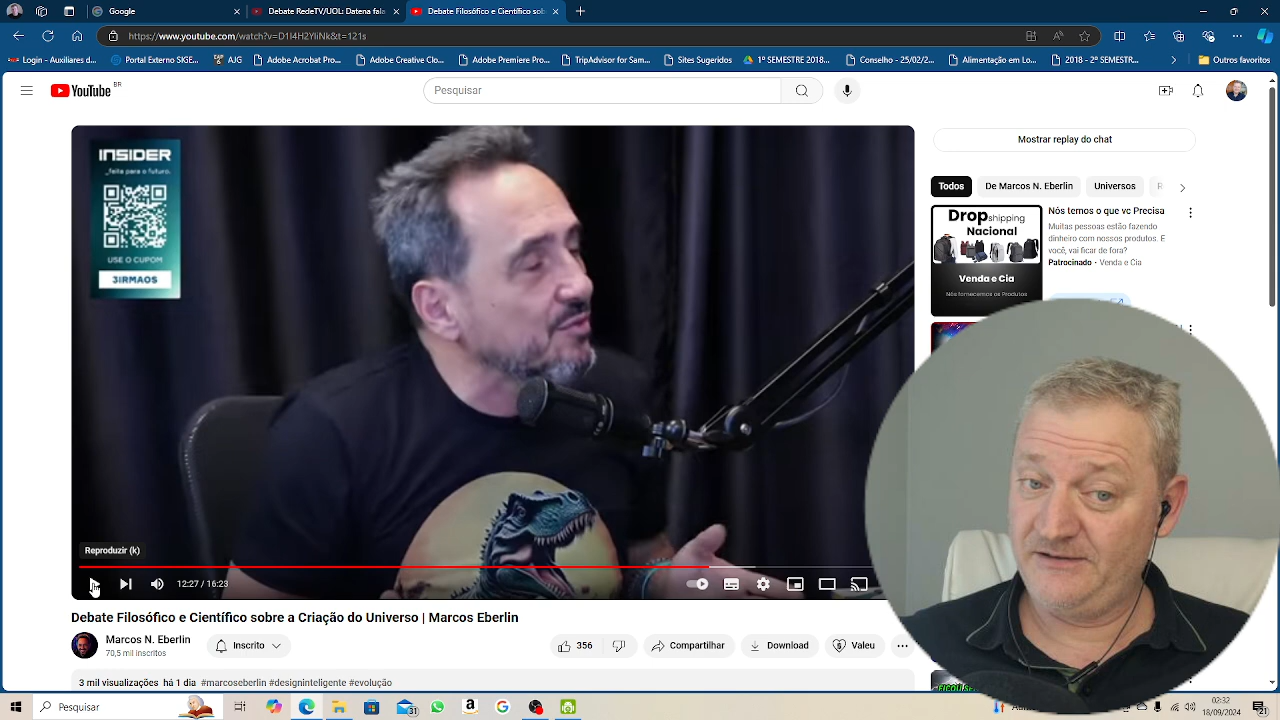 Google
Debate RedeTV/UOL: Datena fala
Debate Filosófico e Científico sob
https://www.youtube.com/watch?v=D1I4H2YIiNk&t=121s
Login - Auxiliares d...
Portal Externo SIGE...
AJG
Adobe Acrobat Pro...
Adobe Creative Clou...
Adobe Premiere Pro...
TripAdvisor for Sam...
Sites Sugeridos
1º SEMESTRE 2018...
Conselho - 25/02/2...
Alimentação em Lo...
2018 - 2º SEMESTR...
Outros favoritos
YouTube BR
Pesquisar
INSIDER
_feita para o futuro.
USE O CUPOM
3IRMAOS
Mostrar replay do chat
Todos
De Marcos N. Eberlin
Universos
Dropshipping
Nacional
Venda e Cia
Nós fornecemos os Produtos
Nós temos o que vc Precisa
Muitas pessoas estão fazendo
dinheiro com nossos produtos. E
você, vai ficar de fora?
Patrocinado • Venda e Cia
Reproduzir (k)
12:27 / 16:23
Debate Filosófico e Científico sobre a Criação do Universo | Marcos Eberlin
Marcos N. Eberlin
70,5 mil inscritos
Inscrito
356
Compartilhar
Download
Valeu
3 mil visualizações há 1 dia #marcoseberlin #designinteligente #evolução
Pesquisar
02:32
18/09/2024